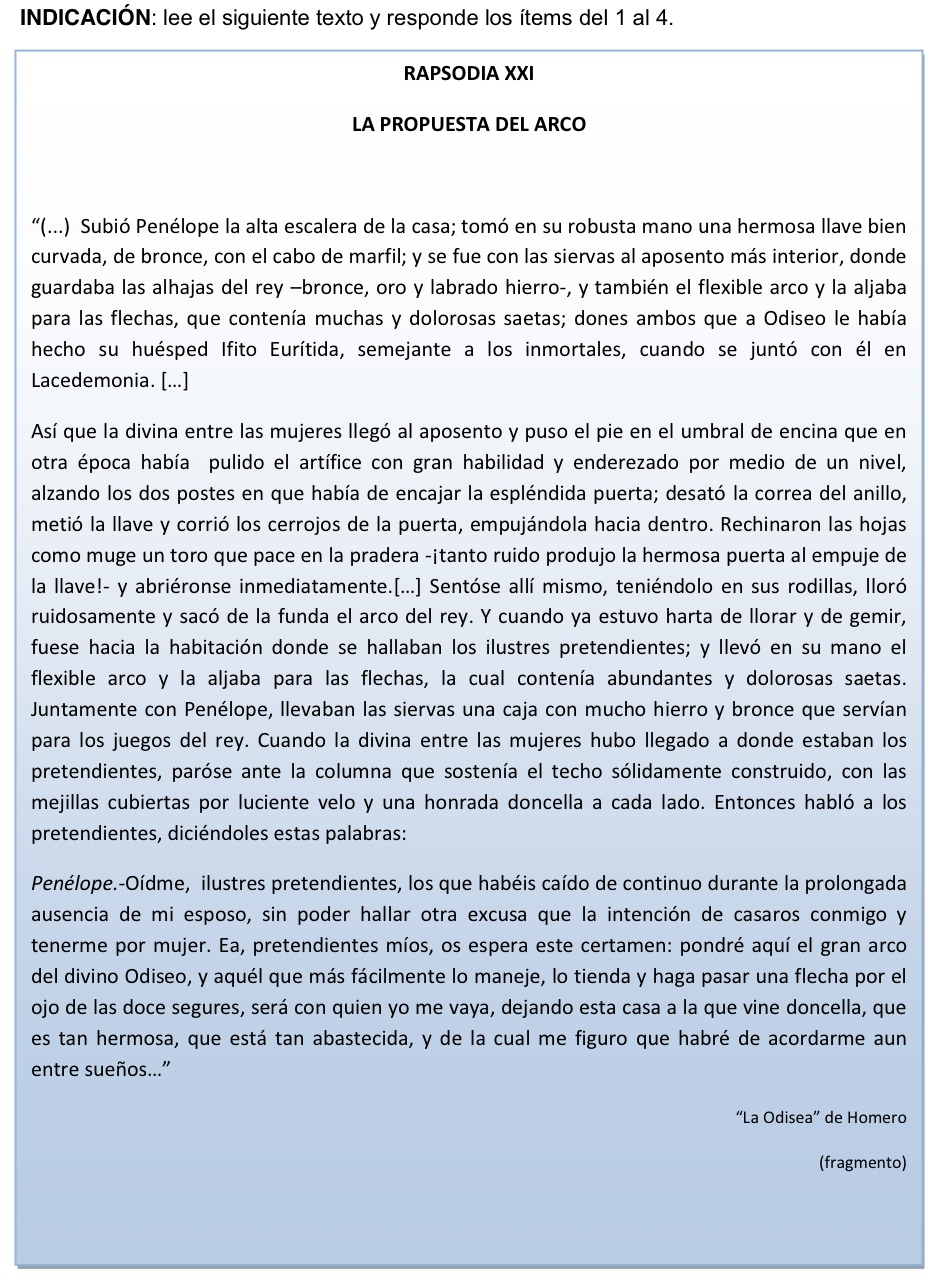 INDICACIÓN: lee el siguiente texto y responde los ítems del 1 al 4.
RAPSODIA XXI
LA PROPUESTA DEL ARCO
“(...) Subió Penélope la alta escalera de la casa; tomó en su robusta mano una hermosa llave bien
curvada, de bronce, con el cabo de marfil; y se fue con las siervas al aposento más interior, donde
guardaba las alhajas del rey –bronce, oro y labrado hierro-, y también el flexible arco y la aljaba
para las flechas, que contenía muchas y dolorosas saetas; dones ambos que a Odiseo le había
hecho su huésped Ifito Eurítida, semejante a los inmortales, cuando se juntó con él en
Lacedemonia. […]
Así que la divina entre las mujeres llegó al aposento y puso el pie en el umbral de encina que en
otra época había pulido el artífice con gran habilidad y enderezado por medio de un nivel,
alzando los dos postes en que había de encajar la espléndida puerta; desató la correa del anillo,
metió la llave y corrió los cerrojos de la puerta, empujándola hacia dentro. Rechinaron las hojas
como muge un toro que pace en la pradera -¡tanto ruido produjo la hermosa puerta al empuje de
la llave!- y abriéronse inmediatamente.[…] Sentóse allí mismo, teniéndolo en sus rodillas, lloró
ruidosamente y sacó de la funda el arco del rey. Y cuando ya estuvo harta de llorar y de gemir,
fuese hacia la habitación donde se hallaban los ilustres pretendientes; y llevó en su mano el
flexible arco y la aljaba para las flechas, la cual contenía abundantes y dolorosas saetas.
Juntamente con Penélope, llevaban las siervas una caja con mucho hierro y bronce que servían
para los juegos del rey. Cuando la divina entre las mujeres hubo llegado a donde estaban los
pretendientes, paróse ante la columna que sostenía el techo sólidamente construido, con las
mejillas cubiertas por luciente velo y una honrada doncella a cada lado. Entonces habló a los
pretendientes, diciéndoles estas palabras:
Penélope.-Oídme, ilustres pretendientes, los que habéis caído de continuo durante la prolongada
ausencia de mi esposo, sin poder hallar otra excusa que la intención de casaros conmigo y
tenerme por mujer. Ea, pretendientes míos, os espera este certamen: pondré aquí el gran arco
del divino Odiseo, y aquél que más fácilmente lo maneje, lo tienda y haga pasar una flecha por el
ojo de las doce segures, será con quien yo me vaya, dejando esta casa a la que vine doncella, que
es tan hermosa, que está tan abastecida, y de la cual me figuro que habré de acordarme aun
entre sueños…”
“La Odisea” de Homero
(fragmento)